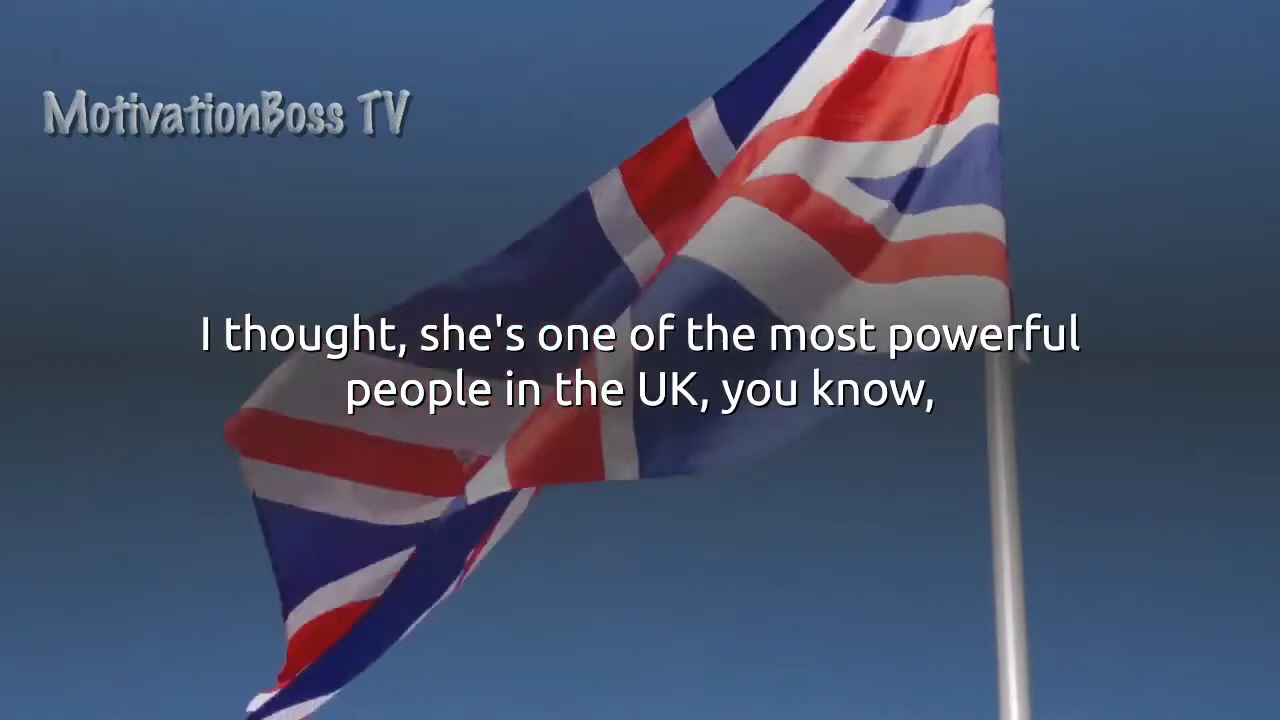 MotivationBoss TV
I thought, she's one of the most powerful
people in the UK, you know,